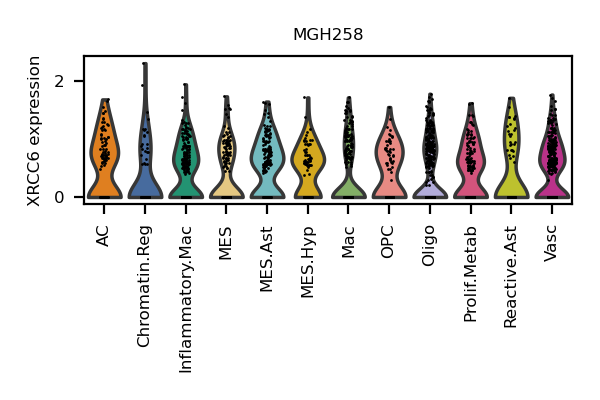 MGH258
XRCC6 expression
2
0
AC
Chromatin.Reg
Inflammatory.Mac
MES
MES.Ast
MES.Hyp
Mac
OPC
Oligo
Prolif.Metab
Reactive.Ast
Vasc